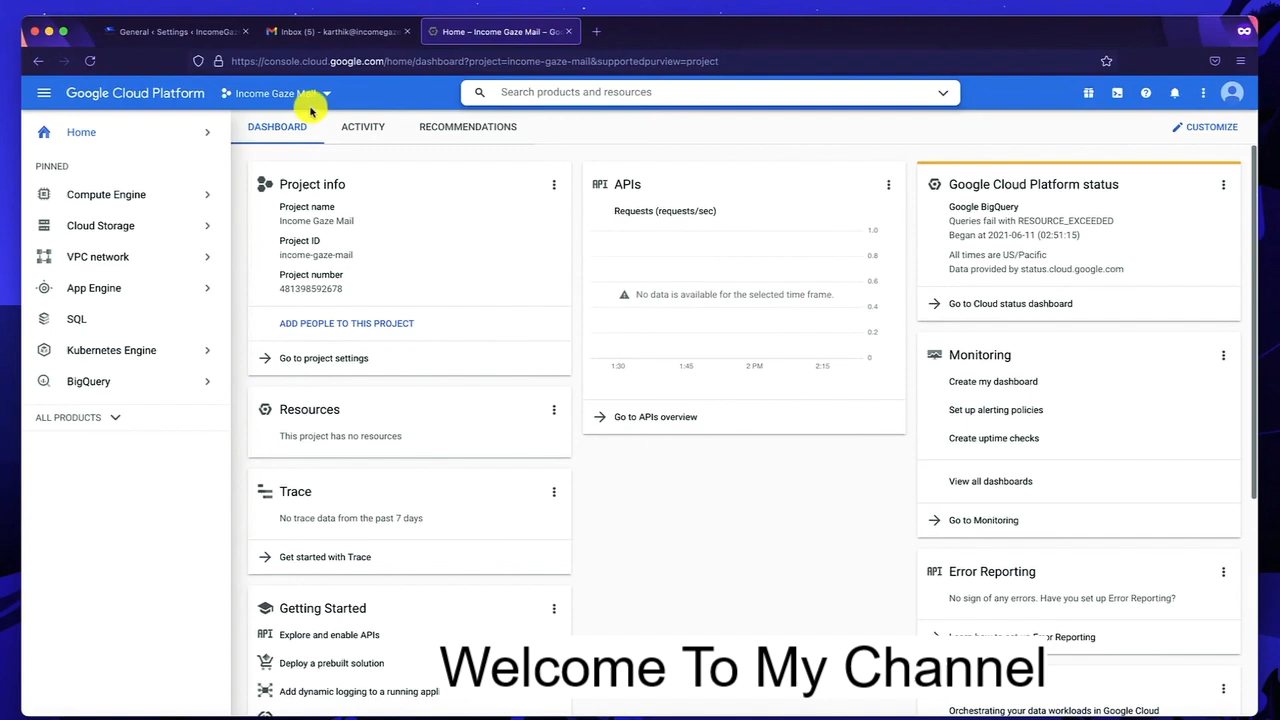 General ‹ Settings ‹ IncomeGaz
Inbox (5) - karthik@incomegaz
Home – Income Gaze Mail – Goo
https://console.cloud.google.com/home/dashboard?project=income-gaze-mail&supportedpurview=project
Google Cloud Platform
Income Gaze Mail
Search products and resources
Home
DASHBOARD
ACTIVITY
RECOMMENDATIONS
CUSTOMIZE
PINNED
Compute Engine
Cloud Storage
VPC network
App Engine
SQL
Kubernetes Engine
BigQuery
ALL PRODUCTS
Project info
Project name
Income Gaze Mail
Project ID
income-gaze-mail
Project number
481398592678
ADD PEOPLE TO THIS PROJECT
Go to project settings
Resources
This project has no resources
Trace
No trace data from the past 7 days
Get started with Trace
Getting Started
API Explore and enable APIs
Deploy a prebuilt solution
Add dynamic logging to a running appl
API APIs
Requests (requests/sec)
1.0
0.8
0.6
No data is available for the selected time frame.
0.4
0.2
0
1:30 1:45 2 PM 2:15
Go to APIs overview
Google Cloud Platform status
Google BigQuery
Queries fail with RESOURCE_EXCEEDED
Began at 2021-06-11 (02:51:15)
All times are US/Pacific
Data provided by status.cloud.google.com
Go to Cloud status dashboard
Monitoring
Create my dashboard
Set up alerting policies
Create uptime checks
View all dashboards
Go to Monitoring
API Error Reporting
No sign of any errors. Have you set up Error Reporting?
Learn how to set up Error Reporting
Orchestrating your data workloads in Google Cloud
Welcome To My Channel